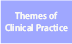 Themes of
Clinical Practice